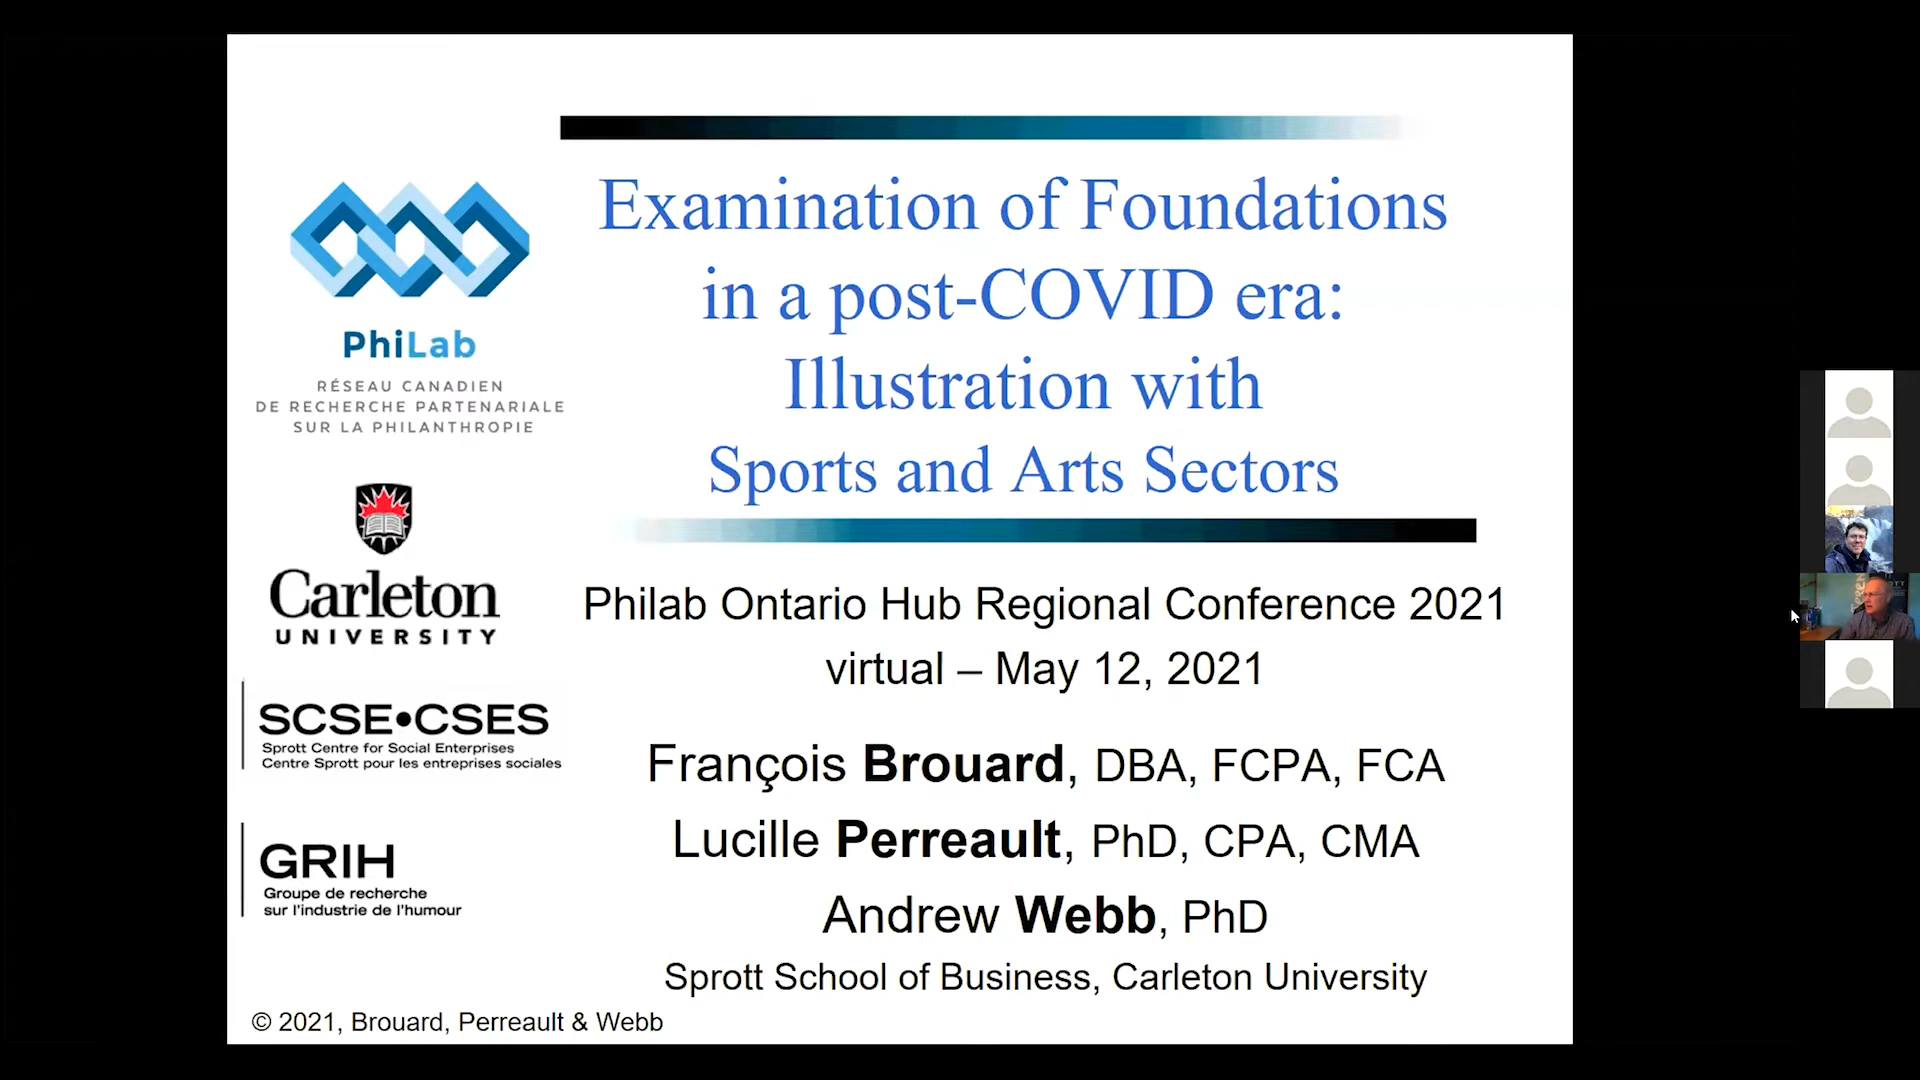 Examination of Foundations
in a post-COVID era:
Illustration with
Sports and Arts Sectors
PhiLab
RÉSEAU CANADIEN
DE RECHERCHE PARTENARIALE
SUR LA PHILANTHROPIE
Carleton
UNIVERSITY
SCSE•CSES
Sprott Centre for Social Enterprises
Centre Sprott pour les entreprises sociales
GRIH
Groupe de recherche
sur l'industrie de l'humour
Philab Ontario Hub Regional Conference 2021
virtual – May 12, 2021
François Brouard, DBA, FCPA, FCA
Lucille Perreault, PhD, CPA, CMA
Andrew Webb, PhD
Sprott School of Business, Carleton University
© 2021, Brouard, Perreault & Webb